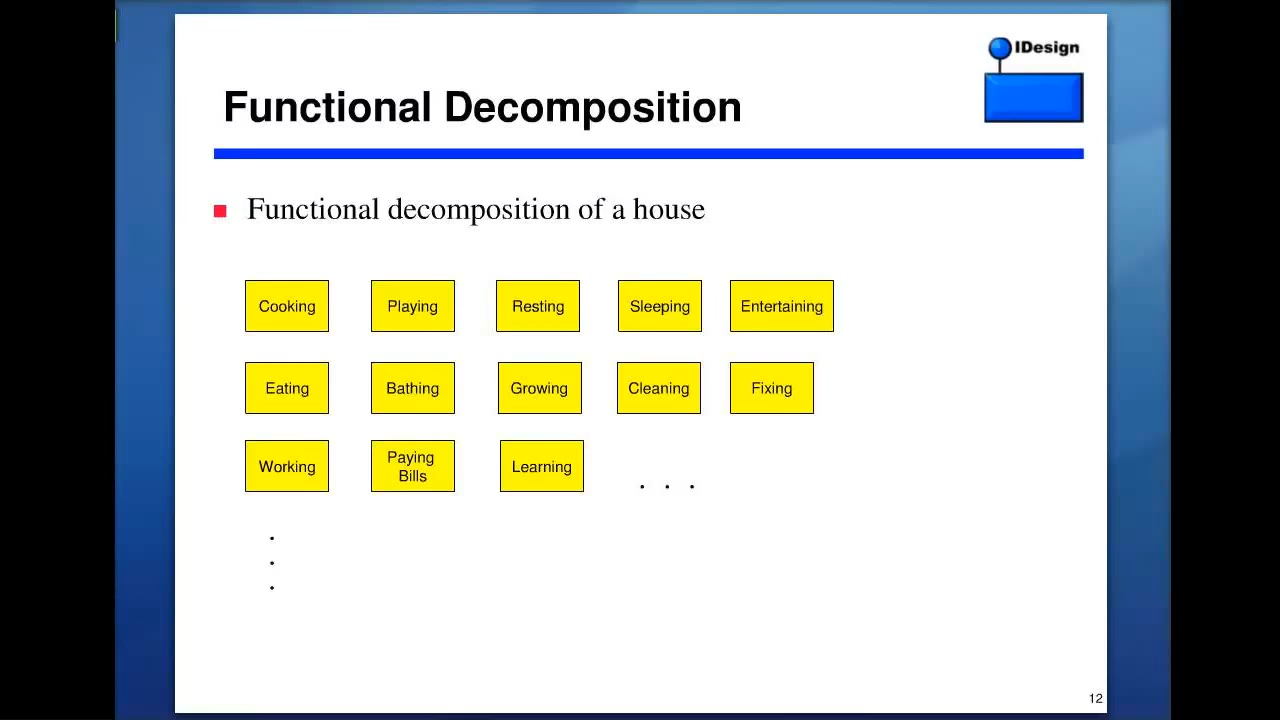 IDesign
Functional Decomposition
Functional decomposition of a house
Cooking
Playing
Resting
Sleeping
Entertaining
Eating
Bathing
Growing
Cleaning
Fixing
Working
Paying
Bills
Learning
. . .
.
.
.
12